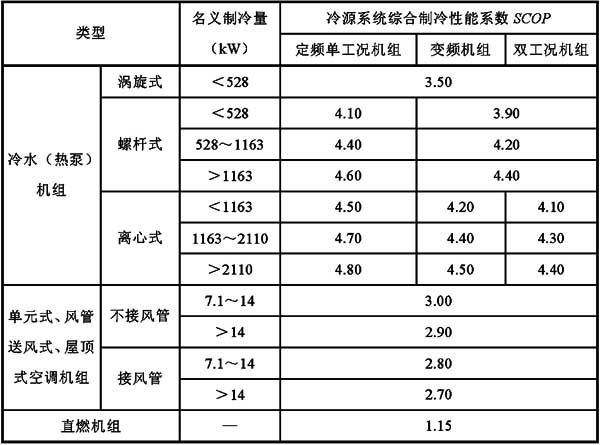 类型 名义制冷量（kW） 冷源系统综合制冷性能系数 SCOP
定频单工况机组 变频机组 双工况机组
冷水（热泵）机组 涡旋式 ＜528 3.50
螺杆式 ＜528 4.10 3.90
528～1163 4.40 4.20
＞1163 4.60 4.40
离心式 ＜1163 4.50 4.20 4.10
1163～2110 4.70 4.40 4.30
＞2110 4.80 4.50 4.40
单元式、风管送风式、屋顶式空调机组 不接风管 7.1～14 3.00
＞14 2.90
接风管 7.1～14 2.80
＞14 2.70
直燃机组 — 1.15